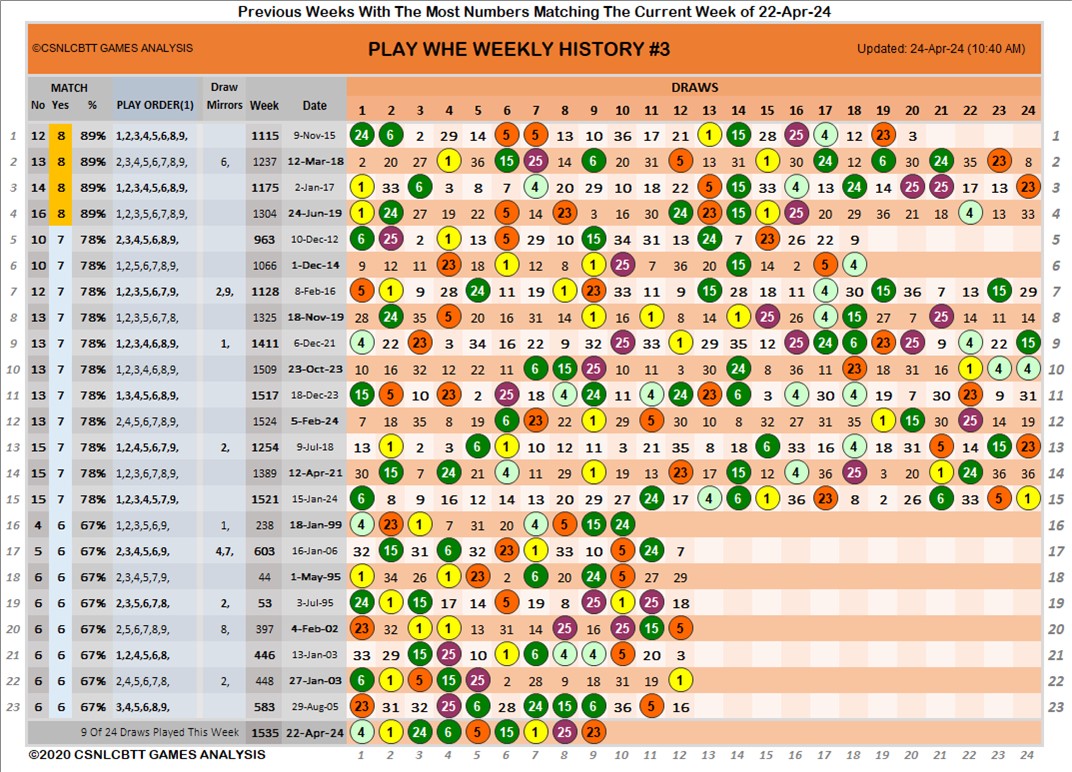 Previous Weeks With The Most Numbers Matching The Current Week of 22-Apr-24
©CSNLCBTT GAMES ANALYSIS PLAY WHE WEEKLY HISTORY #3 Updated: 24-Apr-24 (10:40 AM)
MATCH Draw DRAWS
No Yes % PLAY ORDER(1) Mirrors Week Date 1 2 3 4 5 6 7 8 9 10 11 12 13 14 15 16 17 18 19 20 21 22 23 24
1 12 8 89% 1,2,3,4,5,6,8,9, 1115 9-Nov-15 24 6 2 29 14 5 5 13 10 36 17 21 1 15 28 16 25 4 12 23 3 1
2 13 8 89% 2,3,4,5,6,7,8,9, 6, 1237 12-Mar-18 2 20 27 1 36 15 25 14 6 20 31 5 13 31 1 30 24 12 6 30 24 35 23 8 2
3 14 8 89% 1,2,3,4,5,6,8,9, 1175 2-Jan-17 1 33 6 3 8 7 4 20 29 10 18 22 5 15 33 4 13 24 14 25 25 17 13 23 3
4 16 8 89% 1,2,3,4,5,6,7,8,9, 1304 24-Jun-19 1 24 27 19 22 5 14 23 3 16 30 24 23 15 1 25 20 29 36 21 18 4 13 33 4
5 10 7 78% 2,3,4,5,6,8,9, 963 10-Dec-12 6 25 2 1 13 5 29 10 15 34 31 13 24 7 23 26 22 9 5
6 10 7 78% 1,2,5,6,7,8,9, 1066 1-Dec-14 9 12 11 23 18 1 12 8 1 25 7 36 20 15 14 2 5 4 6
7 12 7 78% 1,2,3,5,6,7,9, 2,9, 1128 8-Feb-16 5 1 9 28 24 11 19 1 23 33 11 9 15 28 18 11 4 30 15 36 7 13 15 29 7
8 13 7 78% 1,2,3,5,6,7,8, 1325 18-Nov-19 28 24 8 5 20 16 31 14 1 16 1 8 14 1 25 26 4 15 27 7 25 14 11 14 8
9 13 7 78% 1,2,3,4,6,8,9, 1, 1411 6-Dec-21 4 22 23 3 34 16 22 9 32 25 33 1 29 35 12 25 24 6 23 25 9 4 22 15 9
10 13 7 78% 1,2,3,4,6,8,9, 1509 23-Oct-23 10 16 32 12 22 11 6 15 25 10 11 3 30 24 8 36 11 23 18 31 16 1 4 4 10
11 13 7 78% 1,3,4,5,6,8,9, 1517 18-Dec-23 15 5 10 23 2 25 18 4 24 11 4 24 23 6 3 4 30 4 19 7 30 23 9 31 11
12 13 7 78% 2,4,5,6,7,8,9, 1524 5-Feb-24 7 18 35 8 19 6 23 22 1 29 5 30 10 8 32 27 31 35 1 15 30 25 14 19 12
13 15 7 78% 1,2,4,5,6,7,9, 2, 1254 9-Jul-18 13 1 2 3 6 1 10 12 11 3 21 35 8 18 6 33 18 4 18 31 5 14 15 23 13
14 15 7 78% 1,2,3,6,7,8,9, 1389 12-Apr-21 30 15 7 24 21 4 11 29 1 19 13 23 17 15 12 4 36 25 3 20 1 24 36 36 14
15 15 7 78% 1,2,3,4,5,7,9, 1521 15-Jan-24 6 8 9 16 12 14 13 20 29 27 24 17 4 6 1 36 23 8 2 26 6 33 5 1 15
16 4 6 67% 1,2,3,5,6,9, 1, 238 18-Jan-99 4 23 1 7 31 20 4 5 15 24 16
17 5 6 67% 2,3,4,5,6,9, 4,7, 603 16-Jan-06 32 15 31 6 32 23 1 33 10 5 24 7 17
18 6 6 67% 2,3,4,5,7,9, 44 1-May-95 1 34 26 1 23 2 6 20 24 5 27 29 18
19 6 6 67% 2,3,5,6,7,8, 2, 53 3-Jul-95 24 1 15 17 14 5 19 8 25 1 25 18 19
20 6 6 67% 2,5,6,7,8,9, 8, 397 4-Feb-02 23 32 1 1 13 31 14 25 16 25 15 5 20
21 6 6 67% 1,2,4,5,6,8, 446 13-Jan-03 33 29 15 25 10 1 6 4 4 5 20 3 21
22 6 6 67% 2,4,5,6,7,8, 2, 448 27-Jan-03 6 1 5 15 25 2 28 9 18 31 19 1 22
23 6 6 67% 3,4,5,6,8,9, 583 29-Aug-05 23 31 32 25 6 28 24 15 6 36 5 16 23
9 Of 24 Draws Played This Week 1535 22-Apr-24 4 1 24 6 5 15 1 25 23
©2020 CSNLCBTT GAMES ANALYSIS 1 2 3 4 5 6 7 8 9 10 11 12 13 14 15 16 17 18 19 20 21 22 23 24